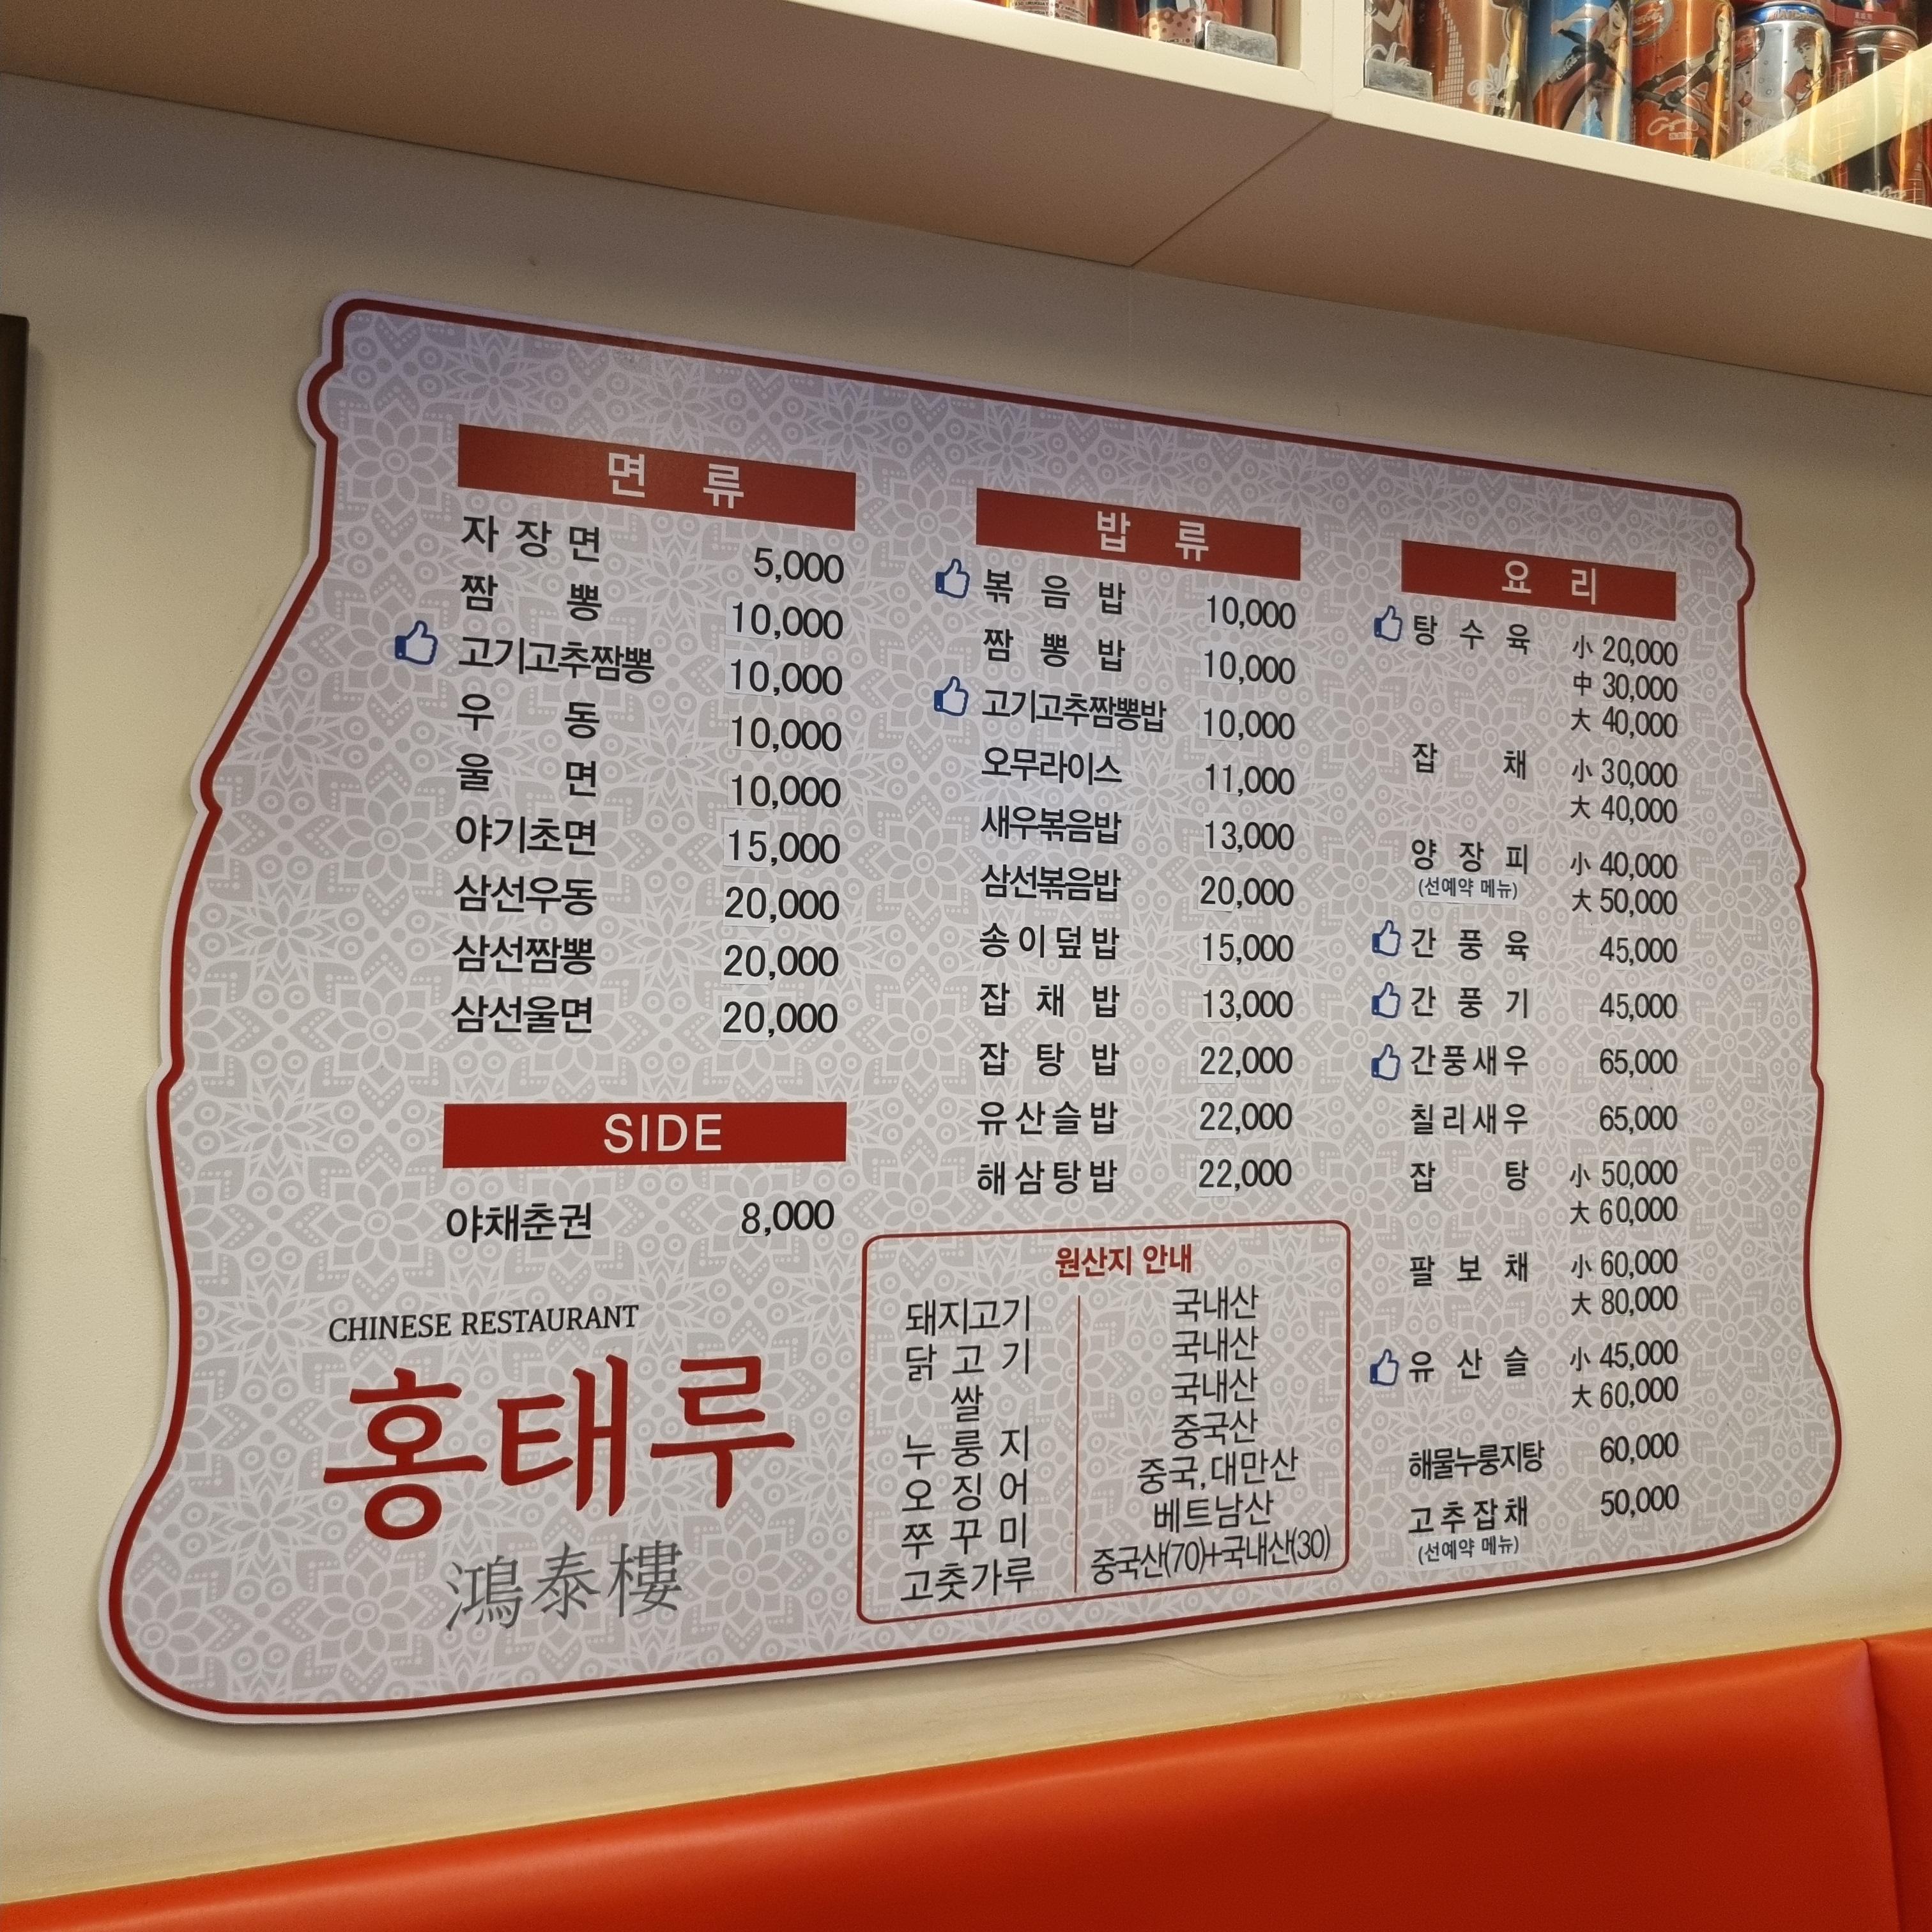 면 류
자장면 5,000
짬뽕 10,000
고기고추짬뽕 10,000
우동 10,000
울면 10,000
야기초면 15,000
삼선우동 20,000
삼선짬뽕 20,000
삼선울면 20,000
SIDE
야채춘권 8,000
CHINESE RESTAURANT
홍태루
鴻泰樓
밥 류
볶음밥 10,000
짬뽕밥 10,000
고기고추짬뽕밥 10,000
오무라이스 11,000
새우볶음밥 13,000
삼선볶음밥 20,000
송이덮밥 15,000
잡채밥 13,000
잡탕밥 22,000
유산슬밥 22,000
해삼탕밥 22,000
원산지 안내
돼지고기 국내산
닭고기 국내산
쌀 국내산
누룽지 중국산
오징어 중국,대만산
쭈꾸미 베트남산
고춧가루 중국산(70)+국내산(30)
요 리
탕수육 小 20,000
中 30,000
大 40,000
잡채 小 30,000
大 40,000
양장피 小 40,000
(선예약 메뉴) 大 50,000
간풍육 45,000
간풍기 45,000
간풍새우 65,000
칠리새우 65,000
잡탕 小 50,000
大 60,000
팔보채 小 60,000
大 80,000
유산슬 小 45,000
大 60,000
해물누룽지탕 60,000
고추잡채 50,000
(선예약 메뉴)